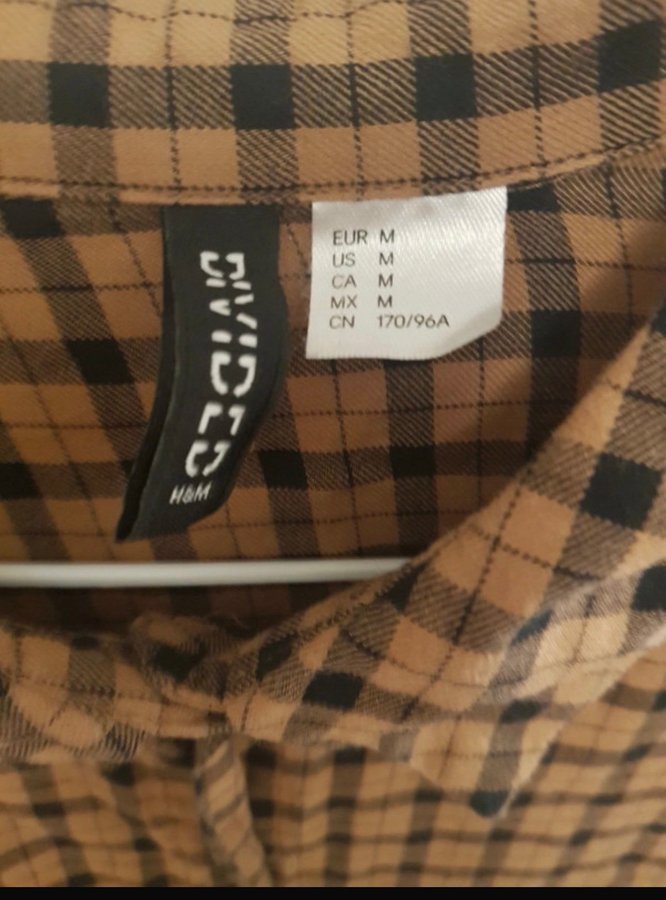 DIVIDED
H&M
EUR M
US M
CA M
MX M
CN 170/96A